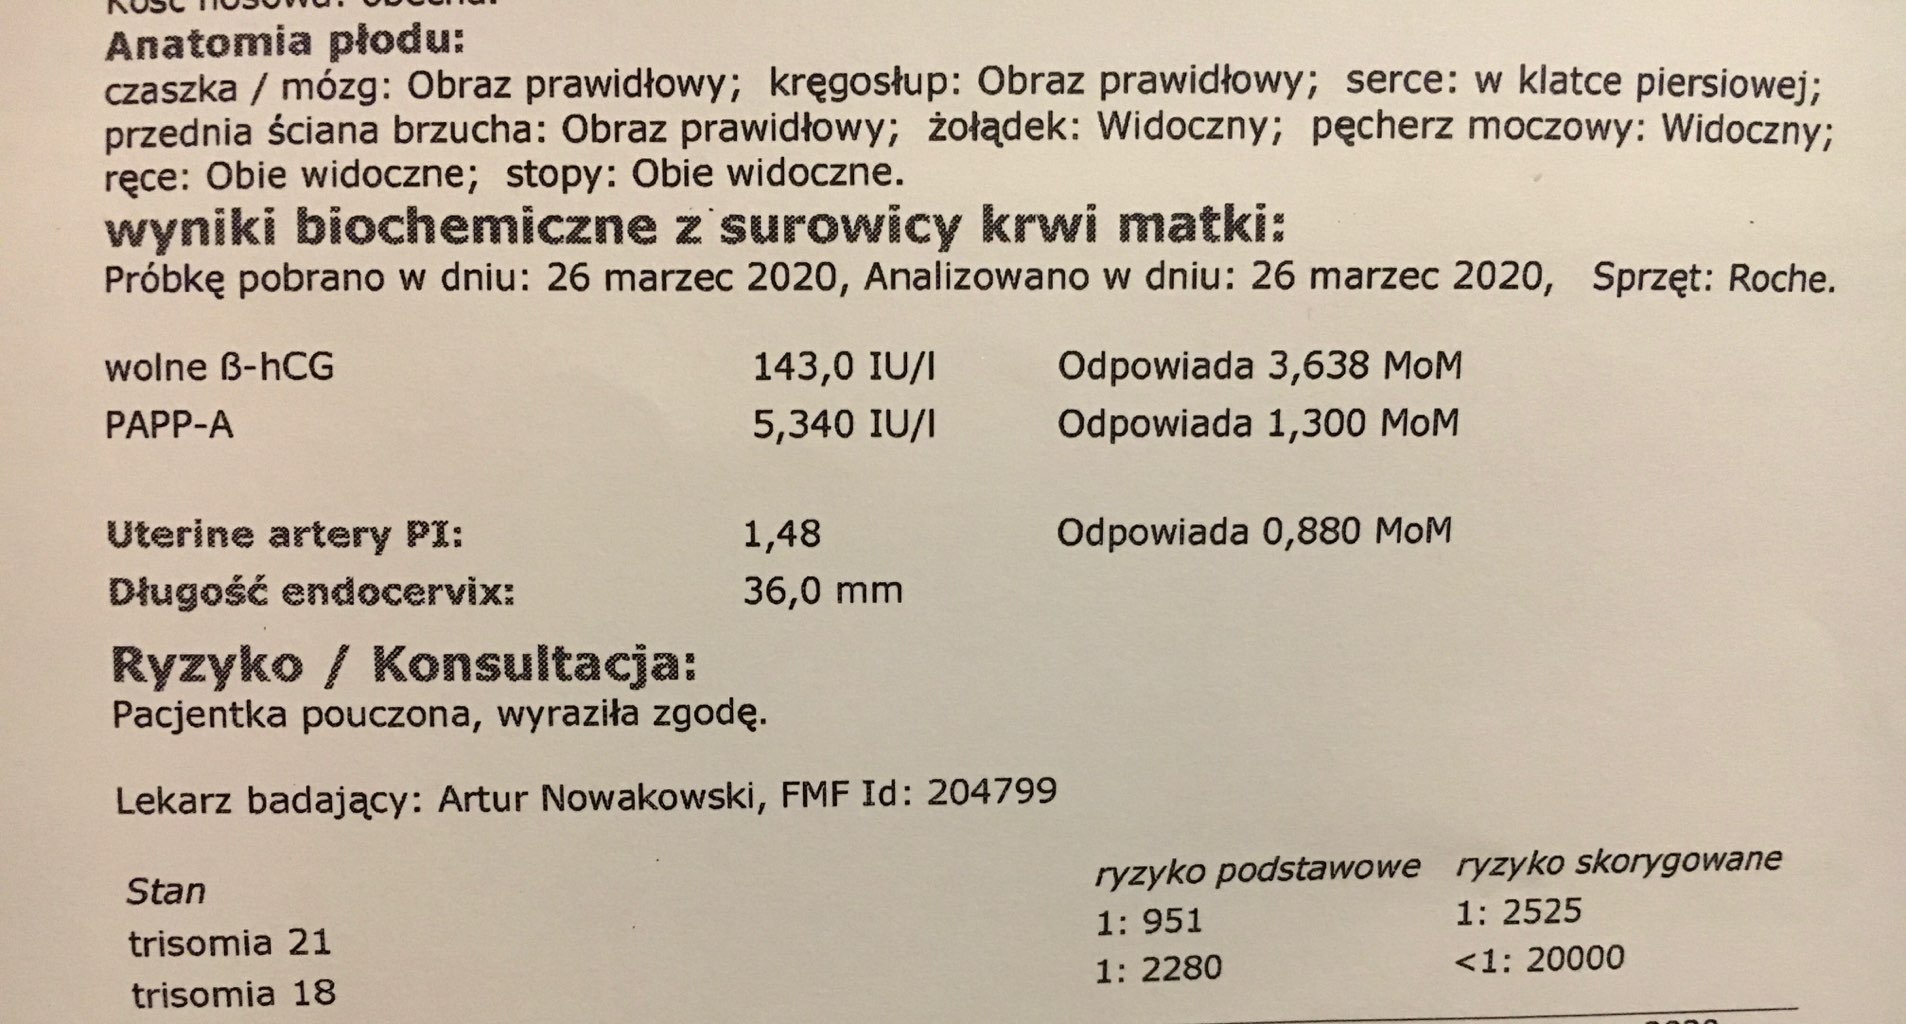 Kość nosowa: obecna.
Anatomia płodu:
czaszka / mózg: Obraz prawidłowy; kręgosłup: Obraz prawidłowy; serce: w klatce piersiowej;
przednia ściana brzucha: Obraz prawidłowy; żołądek: Widoczny; pęcherz moczowy: Widoczny;
ręce: Obie widoczne; stopy: Obie widoczne.
wyniki biochemiczne z surowicy krwi matki:
Próbkę pobrano w dniu: 26 marzec 2020, Analizowano w dniu: 26 marzec 2020, Sprzęt: Roche.
wolne ß-hCG 143,0 IU/l Odpowiada 3,638 MoM
PAPP-A 5,340 IU/l Odpowiada 1,300 MoM
Uterine artery PI: 1,48 Odpowiada 0,880 MoM
Długość endocervix: 36,0 mm
Ryzyko / Konsultacja:
Pacjentka pouczona, wyraziła zgodę.
Lekarz badający: Artur Nowakowski, FMF Id: 204799
Stan ryzyko podstawowe ryzyko skorygowane
trisomia 21 1: 951 1: 2525
trisomia 18 1: 2280 <1: 20000